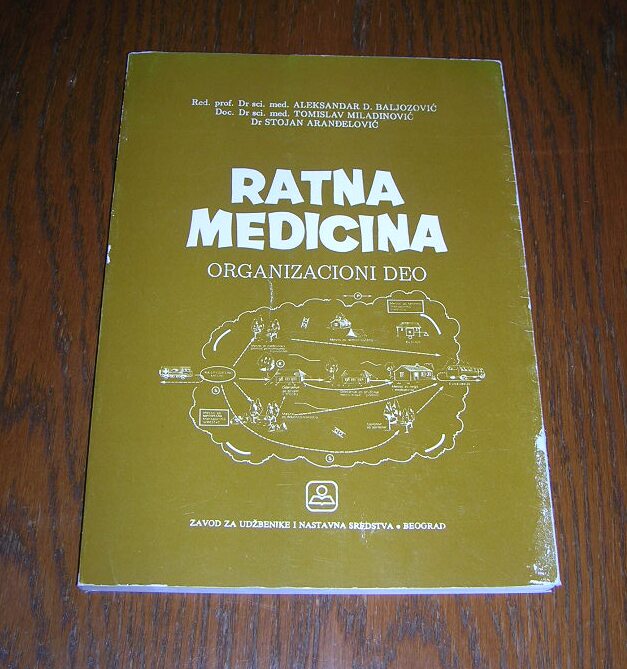 Red. prof. Dr sci. med. ALEKSANDAR D. BALJOZOVIĆ
Doc. Dr sci. med. TOMISLAV MILADINOVIĆ
Dr STOJAN ARANĐELOVIĆ
RATNA
MEDICINA
ORGANIZACIONI DEO
P
ZAVOD ZA UDŽBENIKE I NASTAVNA SREDSTVA • BEOGRAD